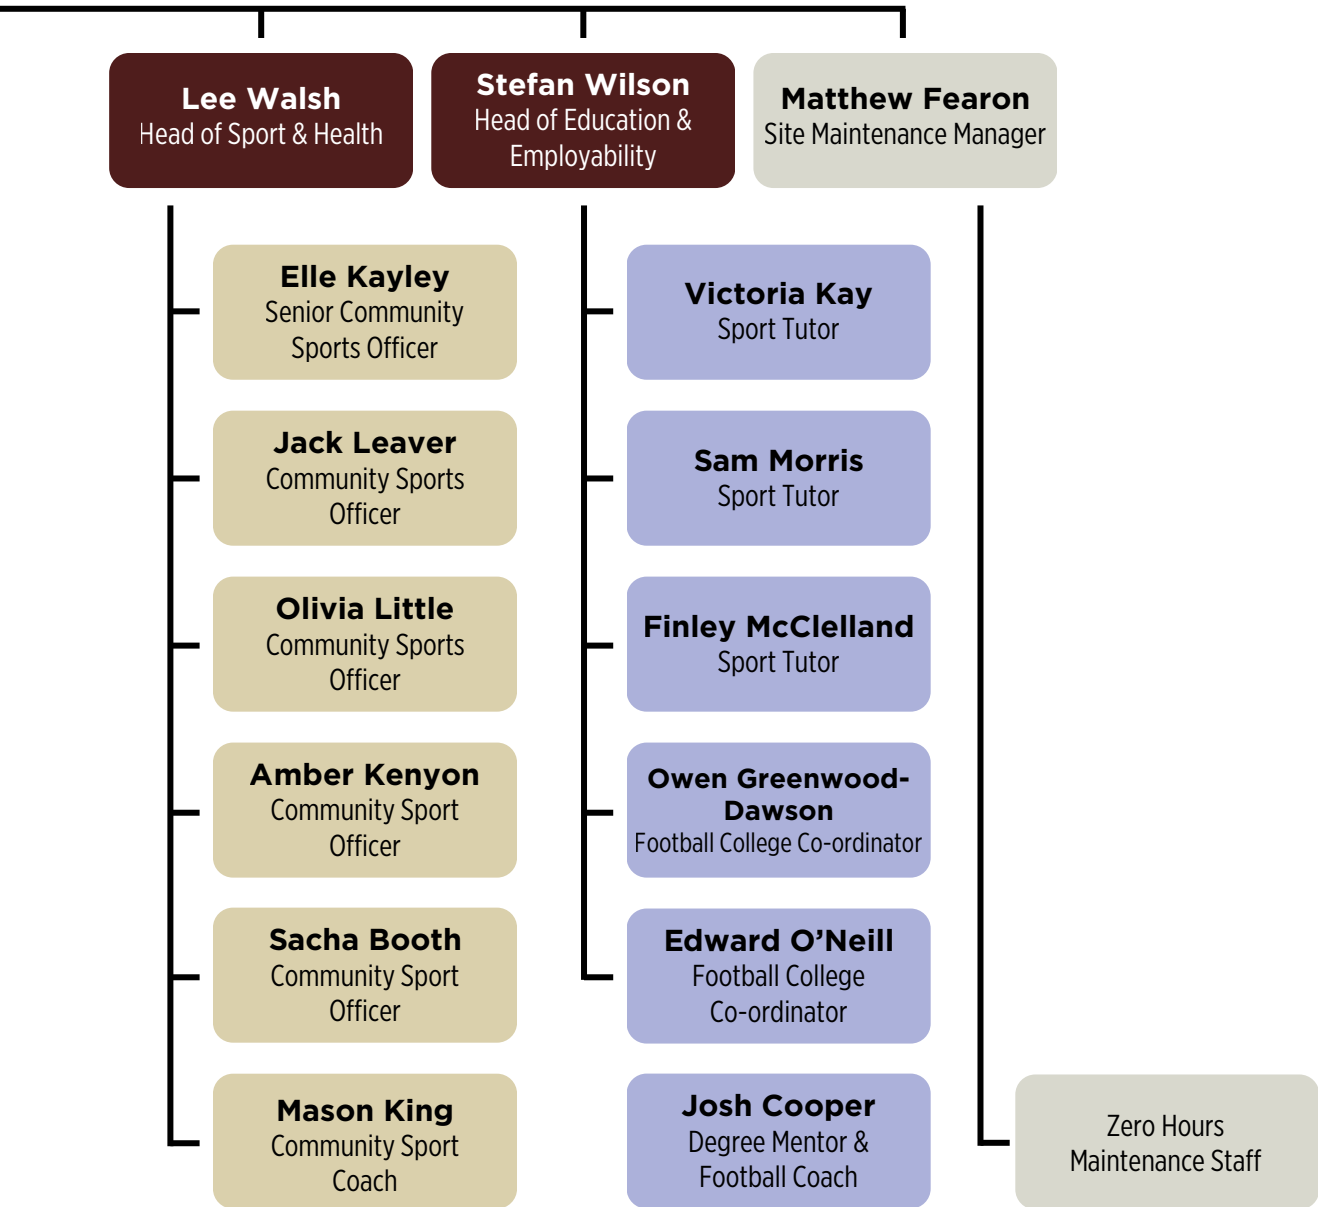 Lee Walsh
Head of Sport & Health
Stefan Wilson
Head of Education &
Employability
Matthew Fearon
Site Maintenance Manager
Elle Kayley
Senior Community
Sports Officer
Jack Leaver
Community Sports
Officer
Olivia Little
Community Sports
Officer
Amber Kenyon
Community Sport
Officer
Sacha Booth
Community Sport
Officer
Mason King
Community Sport
Coach
Victoria Kay
Sport Tutor
Sam Morris
Sport Tutor
Finley McClelland
Sport Tutor
Owen Greenwood-
Dawson
Football College Co-ordinator
Edward O’Neill
Football College
Co-ordinator
Josh Cooper
Degree Mentor &
Football Coach
Zero Hours
Maintenance Staff